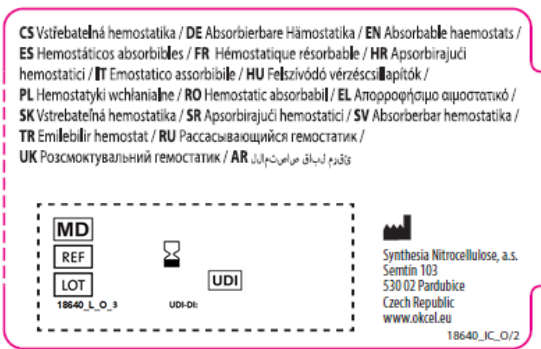 CS Vstřebatelná hemostatika / DE Absorbierbare Hämostatika / EN Absorbable haemostats /
ES Hemostáticos absorbibles / FR Hémostatique résorbable / HR Apsorbirajući
hemostatici / IT Emostatico assorbibile / HU Felszívódó vérzéscsillapítók /
PL Hemostatyki wchłanialne / RO Hemostatic absorbabil / EL Απορροφήσιμο αιμοστατικό /
SK Vstrebateľná hemostatika / SR Apsorbirajući hemostatici / SV Absorberbar hemostatika /
TR Emilebilir hemostat / RU Рассасывающийся гемостатик /
UK Розсмоктувальний гемостатик / AR
MD
REF
LOT
UDI
18640_L_O_3 UDI-DI:
Synthesia Nitrocellulose, a.s.
Semtín 103
530 02 Pardubice
Czech Republic
www.okcel.eu
18640_IC_O/2